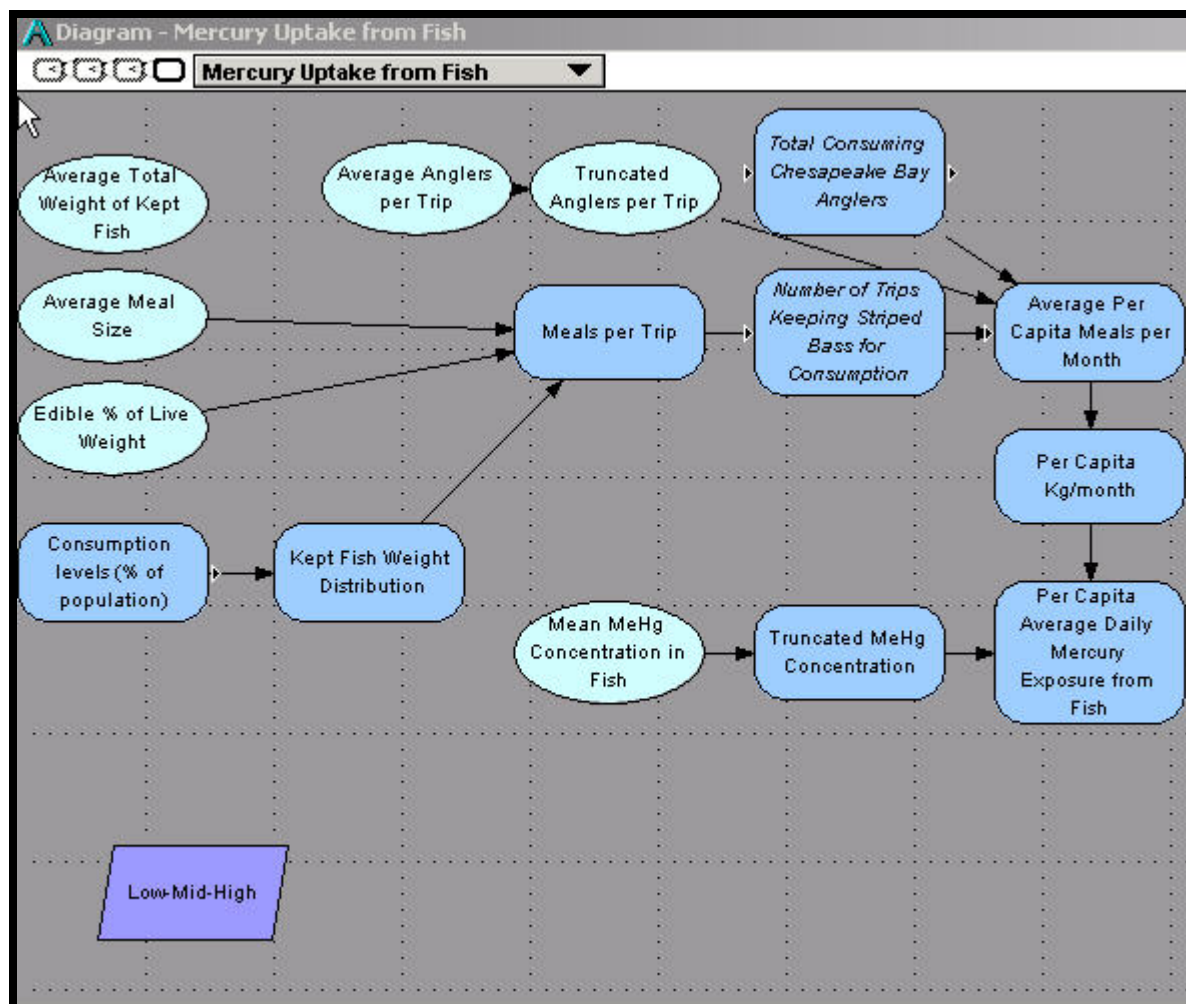 Diagram - Mercury Uptake from Fish
Mercury Uptake from Fish
Average Total
Weight of Kept
Fish
Average Anglers
per Trip
Truncated
Anglers per Trip
Total Consuming
Chesapeake Bay
Anglers
Average Meal
Size
Meals per Trip
Number of Trips
Keeping Striped
Bass for
Consumption
Average Per
Capita Meals per
Month
Edible % of Live
Weight
Per Capita
Kg/month
Consumption
levels (% of
population)
Kept Fish Weight
Distribution
Mean MeHg
Concentration in
Fish
Truncated MeHg
Concentration
Per Capita
Average Daily
Mercury
Exposure from
Fish
Low-Mid-High